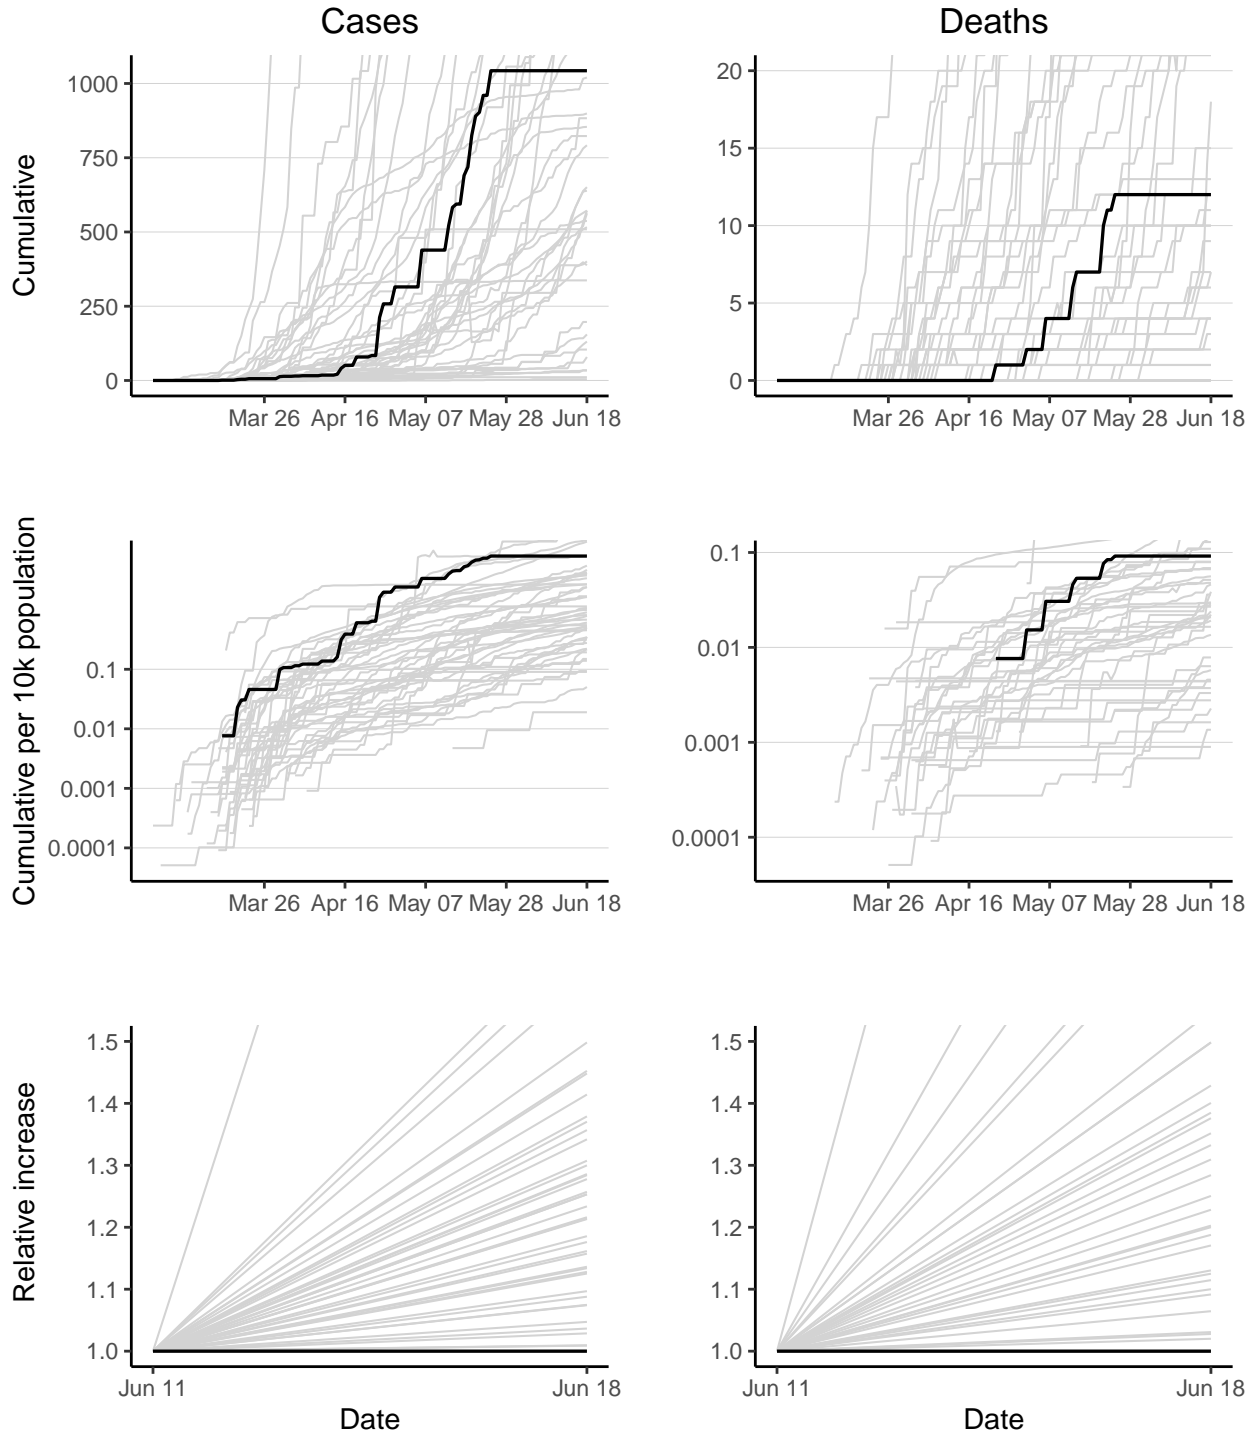 Cases
Deaths
Cumulative
1000
750
500
250
0
Mar 26 Apr 16 May 07 May 28 Jun 18
20
15
10
5
0
Mar 26 Apr 16 May 07 May 28 Jun 18
Cumulative per 10k population
0.1
0.01
0.001
0.0001
Mar 26 Apr 16 May 07 May 28 Jun 18
0.1
0.01
0.001
0.0001
Mar 26 Apr 16 May 07 May 28 Jun 18
Relative increase
1.5
1.4
1.3
1.2
1.1
1.0
Jun 11 Jun 18
Date
1.5
1.4
1.3
1.2
1.1
1.0
Jun 11 Jun 18
Date